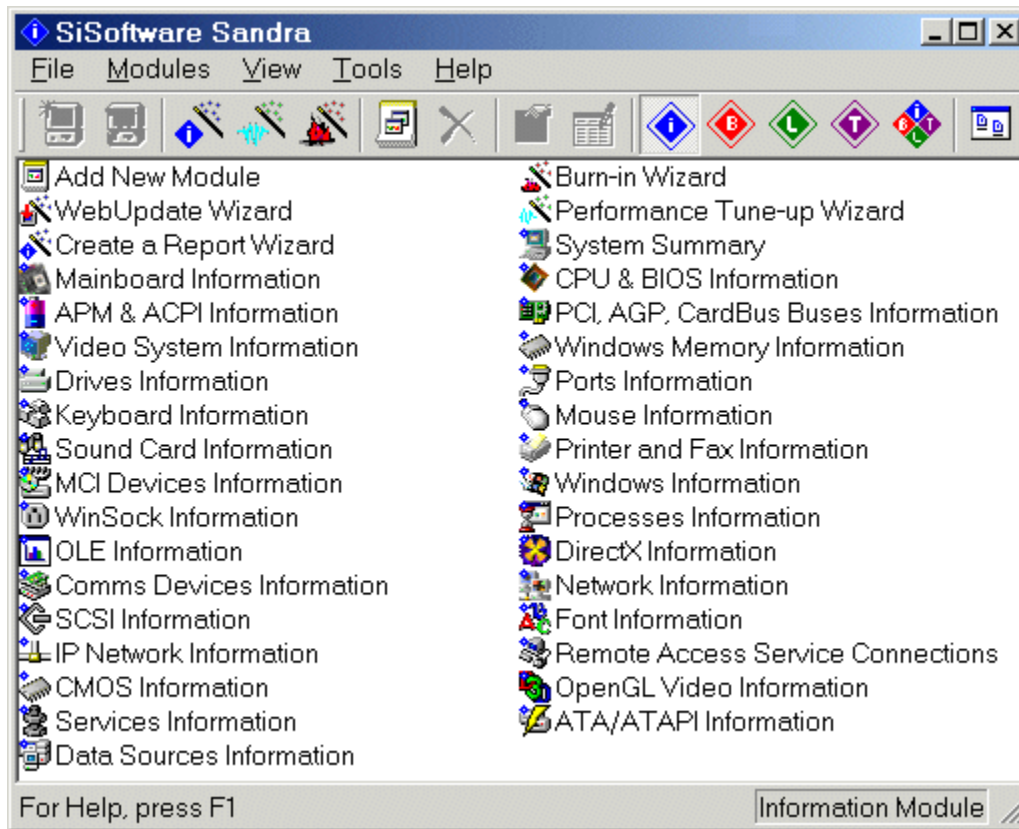 SiSoftware Sandra
File Modules View Tools Help
i B L T B i T L
Add New Module Burn-in Wizard
WebUpdate Wizard Performance Tune-up Wizard
Create a Report Wizard System Summary
Mainboard Information CPU & BIOS Information
APM & ACPI Information PCI, AGP, CardBus Buses Information
Video System Information Windows Memory Information
Drives Information Ports Information
Keyboard Information Mouse Information
Sound Card Information Printer and Fax Information
MCI Devices Information Windows Information
WinSock Information Processes Information
OLE Information DirectX Information
Comms Devices Information Network Information
SCSI Information Font Information
IP Network Information Remote Access Service Connections
CMOS Information OpenGL Video Information
Services Information ATA/ATAPI Information
Data Sources Information
For Help, press F1 Information Module